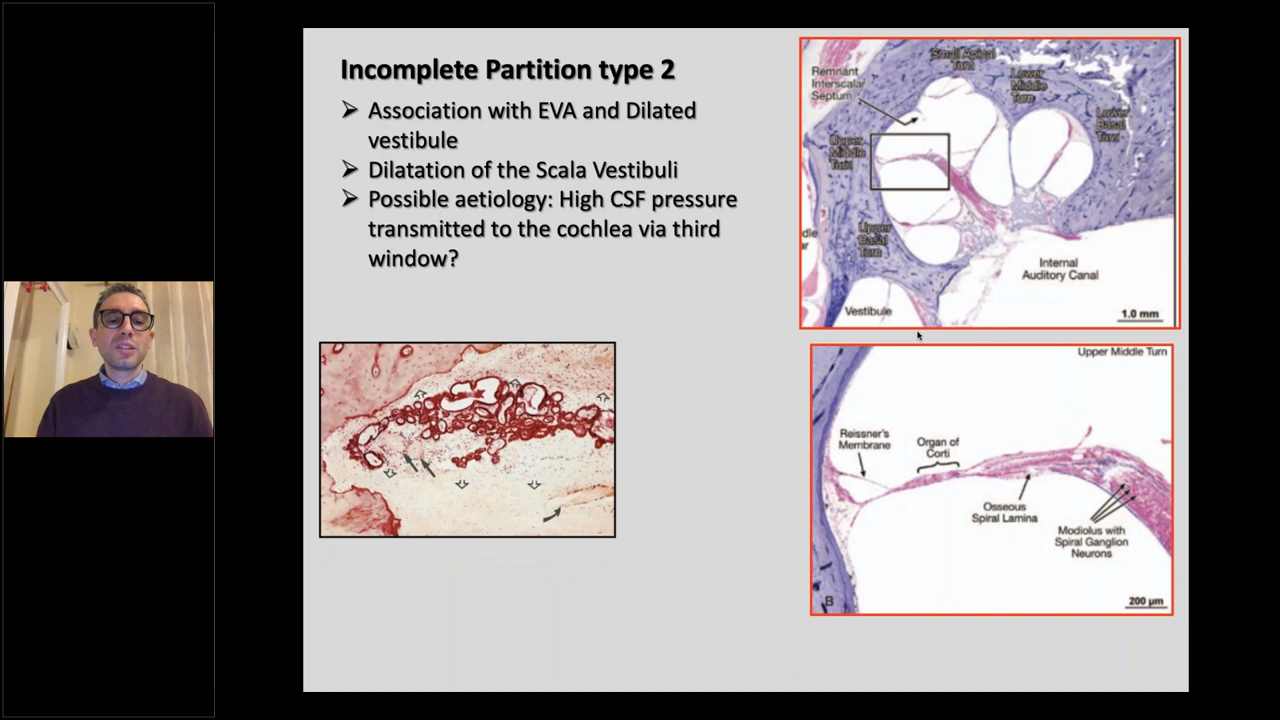 Incomplete Partition type 2
➢ Association with EVA and Dilated
vestibule
➢ Dilatation of the Scala Vestibuli
➢ Possible aetiology: High CSF pressure
transmitted to the cochlea via third
window?
Small Apical
Turn
Remnant
Interscalar
Septum
Lower
Middle
Turn
Lower
Basal
Turn
Upper
Middle
Turn
Upper
Basal
Turn
dle
ar
Internal
Auditory Canal
Vestibule
1.0 mm
Upper Middle Turn
Reissner's
Membrane
Organ of
Corti
Osseous
Spiral Lamina
Modiolus with
Spiral Ganglion
Neurons
B
200 µm